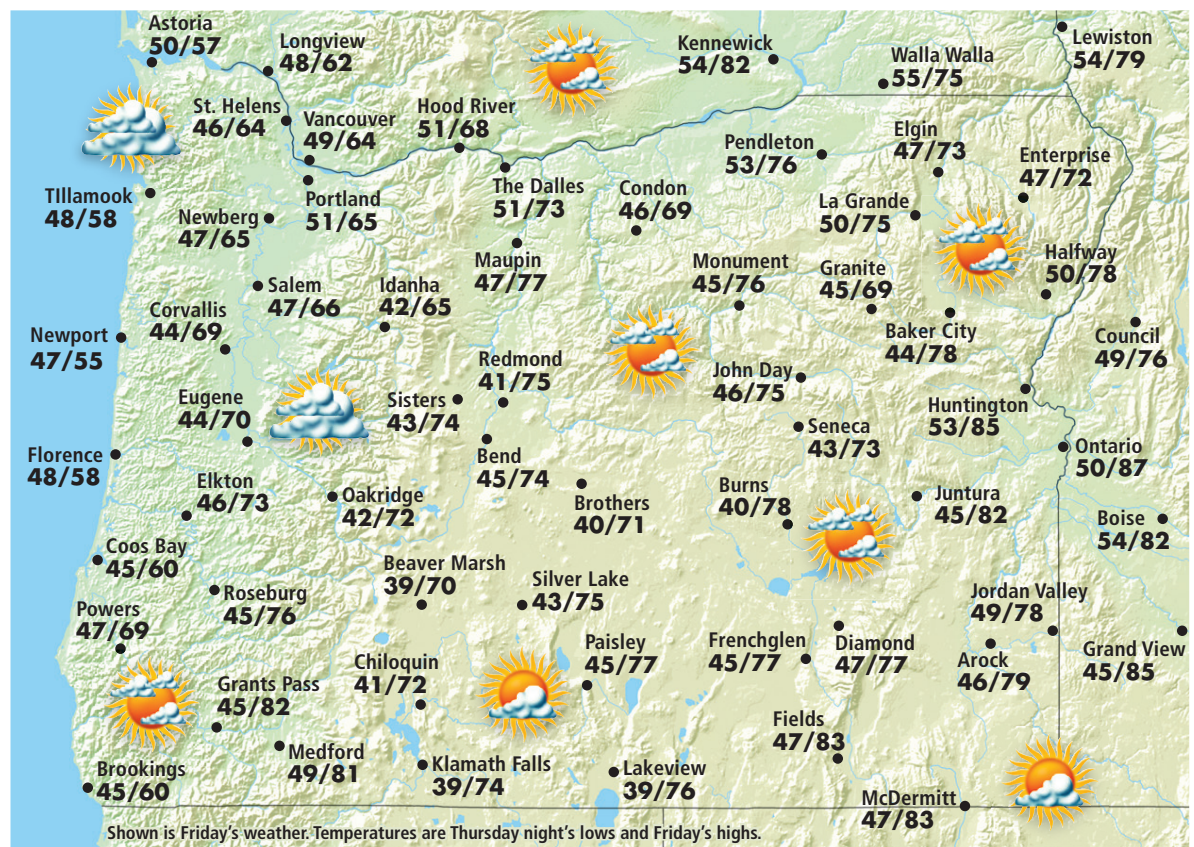 Astoria
50/57
Longview
48/62
Kennewick
54/82
Walla Walla
55/75
Lewiston
54/79
St. Helens
46/64
Vancouver
49/64
Hood River
51/68
Pendleton
53/76
Elgin
47/73
Enterprise
47/72
TIllamook
48/58
Newberg
47/65
Portland
51/65
The Dalles
51/73
Condon
46/69
La Grande
50/75
Maupin
47/77
Monument
45/76
Granite
45/69
Halfway
50/78
Salem
47/66
Idanha
42/65
Corvallis
44/69
Newport
47/55
Baker City
44/78
Council
49/76
Redmond
41/75
John Day
46/75
Eugene
44/70
Sisters
43/74
Huntington
53/85
Seneca
43/73
Florence
48/58
Bend
45/74
Ontario
50/87
Elkton
46/73
Oakridge
42/72
Brothers
40/71
Burns
40/78
Juntura
45/82
Boise
54/82
Coos Bay
45/60
Beaver Marsh
39/70
Silver Lake
43/75
Roseburg
45/76
Powers
47/69
Jordan Valley
49/78
Paisley
45/77
Frenchglen
45/77
Diamond
47/77
Arock
46/79
Grand View
45/85
Chiloquin
41/72
Grants Pass
45/82
Fields
47/83
Medford
49/81
Klamath Falls
39/74
Lakeview
39/76
Brookings
45/60
McDermitt
47/83
Shown is Friday's weather. Temperatures are Thursday night's lows and Friday's highs.